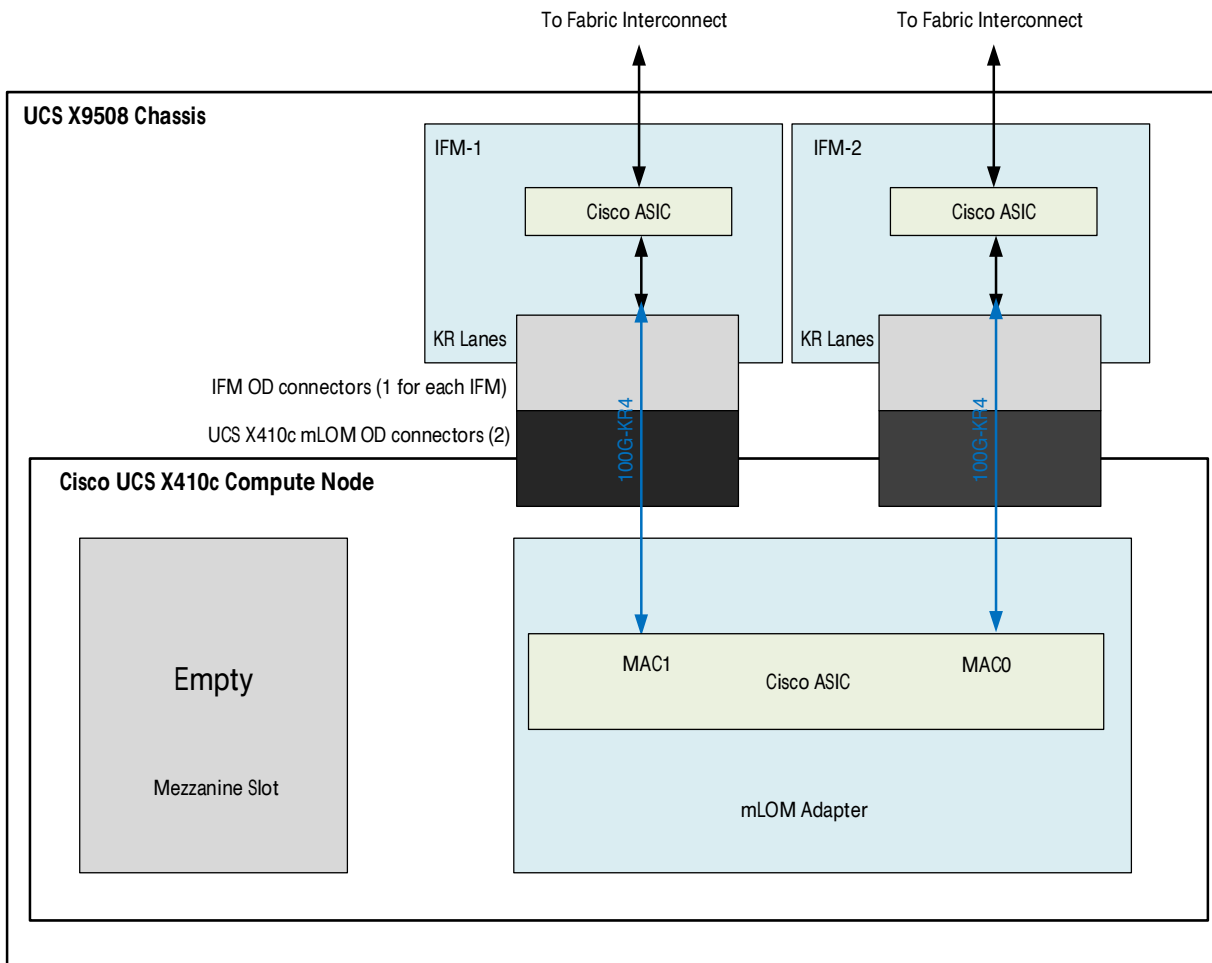 To Fabric Interconnect
To Fabric Interconnect
UCS X9508 Chassis
IFM-1
IFM-2
Cisco ASIC
Cisco ASIC
KR Lanes
KR Lanes
IFM OD connectors (1 for each IFM)
100G-KR4
100G-KR4
UCS X410c mLOM OD connectors (2)
Cisco UCS X410c Compute Node
Empty
Mezzanine Slot
MAC1
MAC0
Cisco ASIC
mLOM Adapter